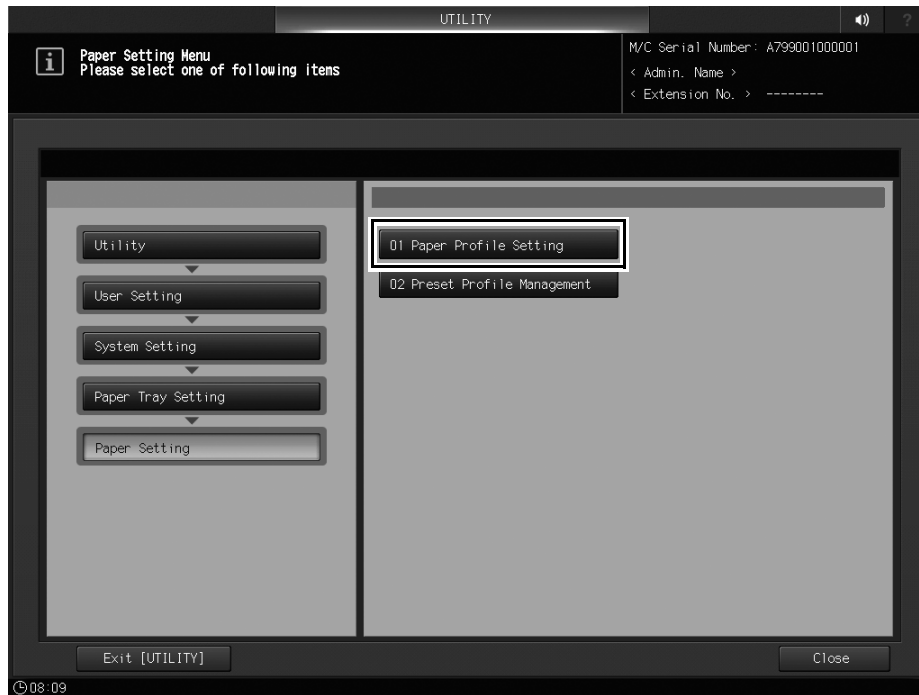 UTILITY
?
Paper Setting Menu
Please select one of following items
M/C Serial Number: A799001000001
< Admin. Name >
< Extension No. > --------
Utility
User Setting
System Setting
Paper Tray Setting
Paper Setting
01 Paper Profile Setting
02 Preset Profile Management
Exit [UTILITY]
Close
08:09